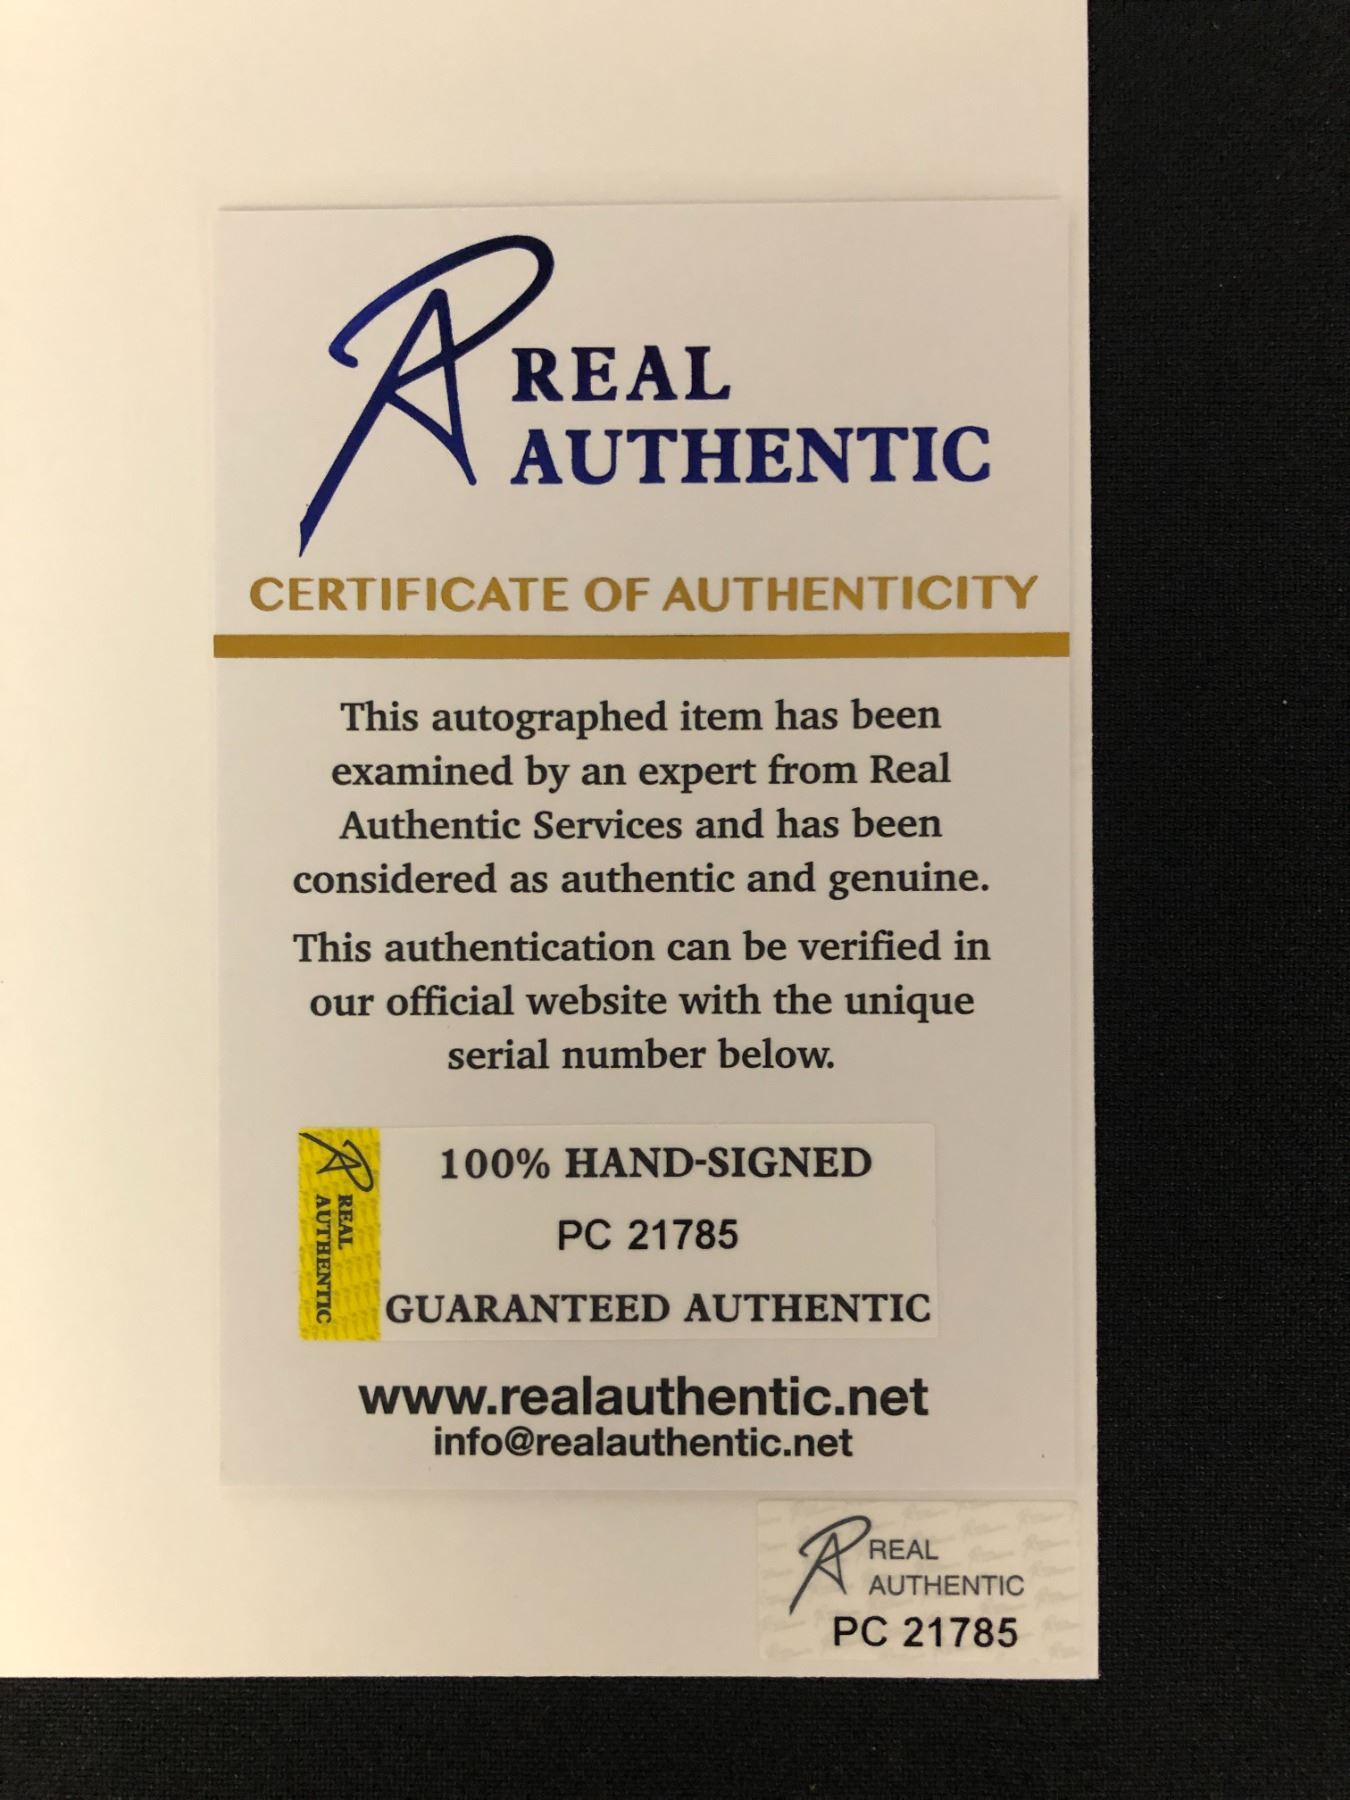 REAL
AUTHENTIC
CERTIFICATE OF AUTHENTICITY
This autographed item has been
examined by an expert from Real
Authentic Services and has been
considered as authentic and genuine.
This authentication can be verified in
our official website with the unique
serial number below.
REAL
AUTHENTIC
100% HAND-SIGNED
PC 21785
GUARANTEED AUTHENTIC
www.realauthentic.net
info@realauthentic.net
REAL
AUTHENTIC
PC 21785